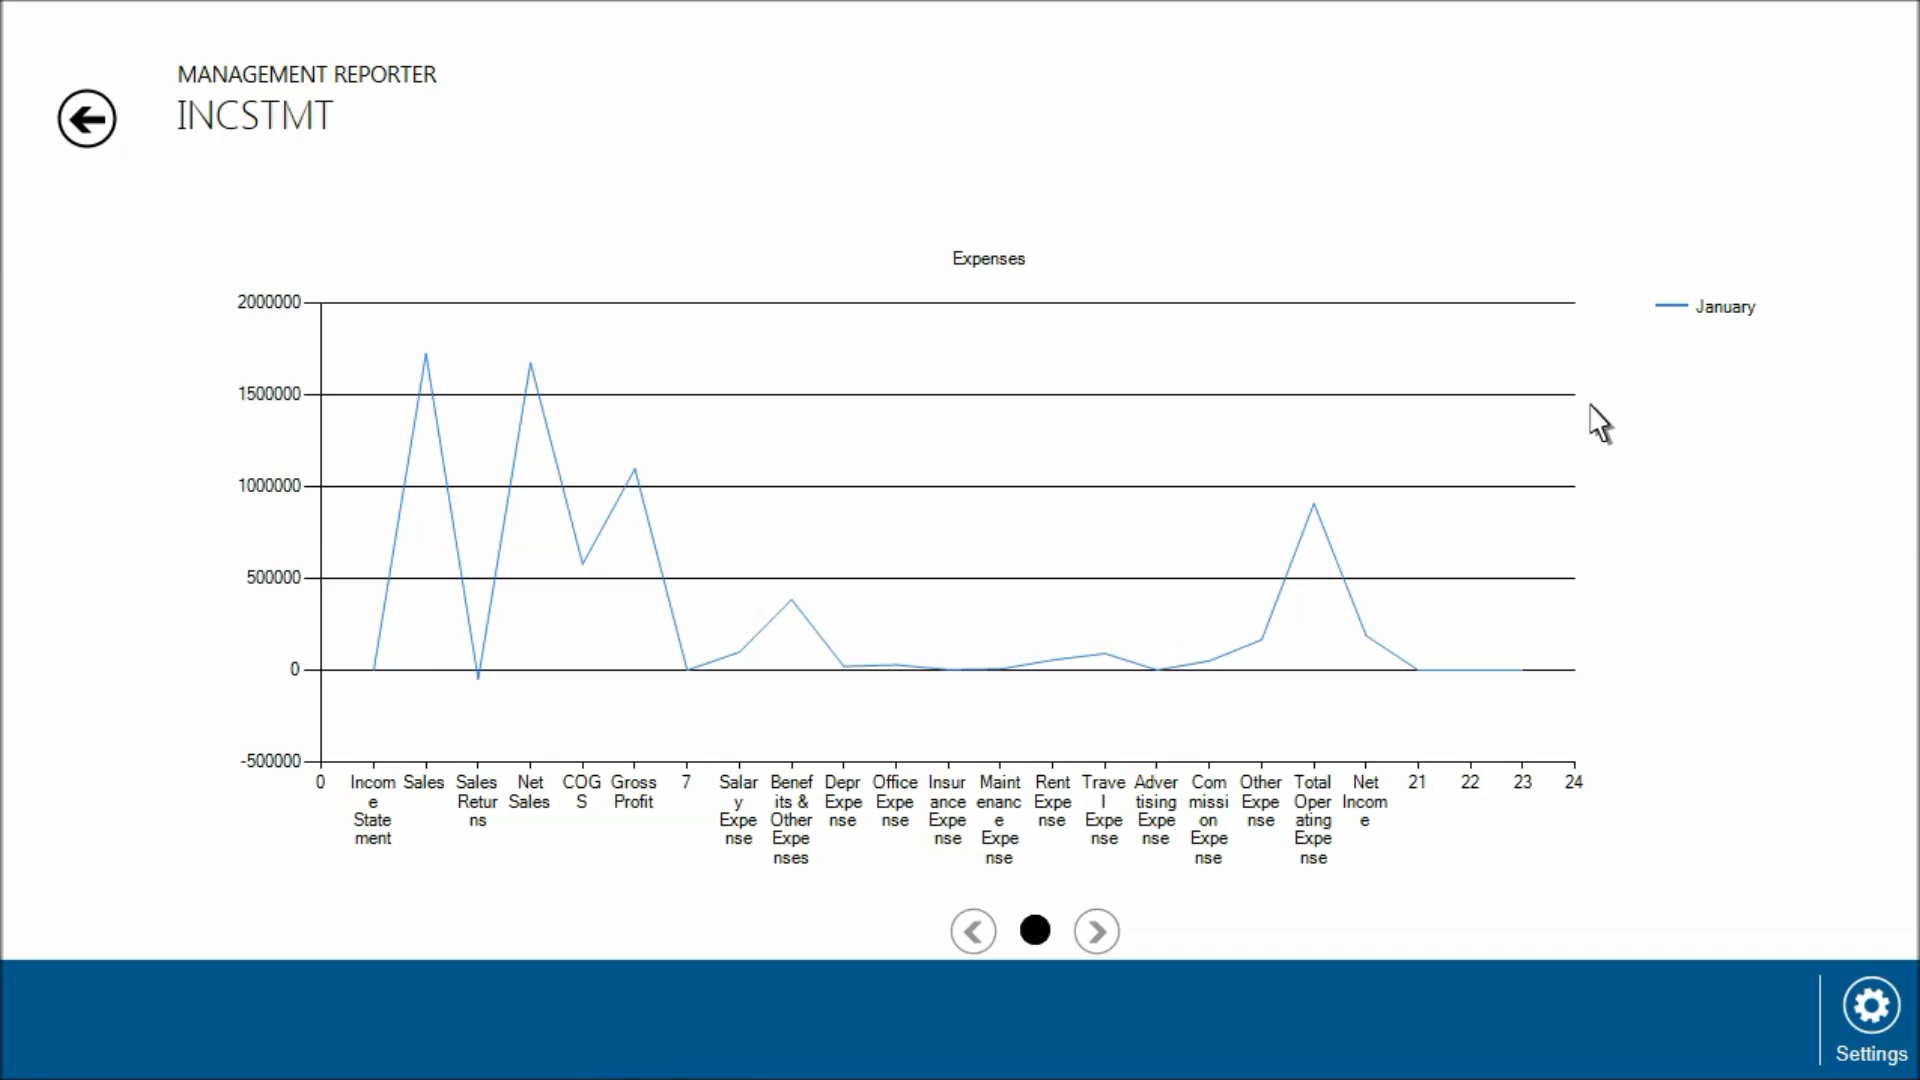 MANAGEMENT REPORTER
INCSTMT
Expenses
January
2000000
1500000
1000000
500000
0
-500000
0
Incom
e
State
ment
Sales
Sales
Retur
ns
Net
Sales
COG
S
Gross
Profit
7
Salar
y
Expe
nse
Benef
its &
Other
Expe
nses
Depr
Expe
nse
Office
Expe
nse
Insur
ance
Expe
nse
Maint
enanc
e
Expe
nse
Rent
Expe
nse
Trave
l
Expe
nse
Adver
tising
Expe
nse
Com
missi
on
Expe
nse
Other
Expe
nse
Total
Oper
ating
Expe
nse
Net
Incom
e
21
22
23
24
Settings